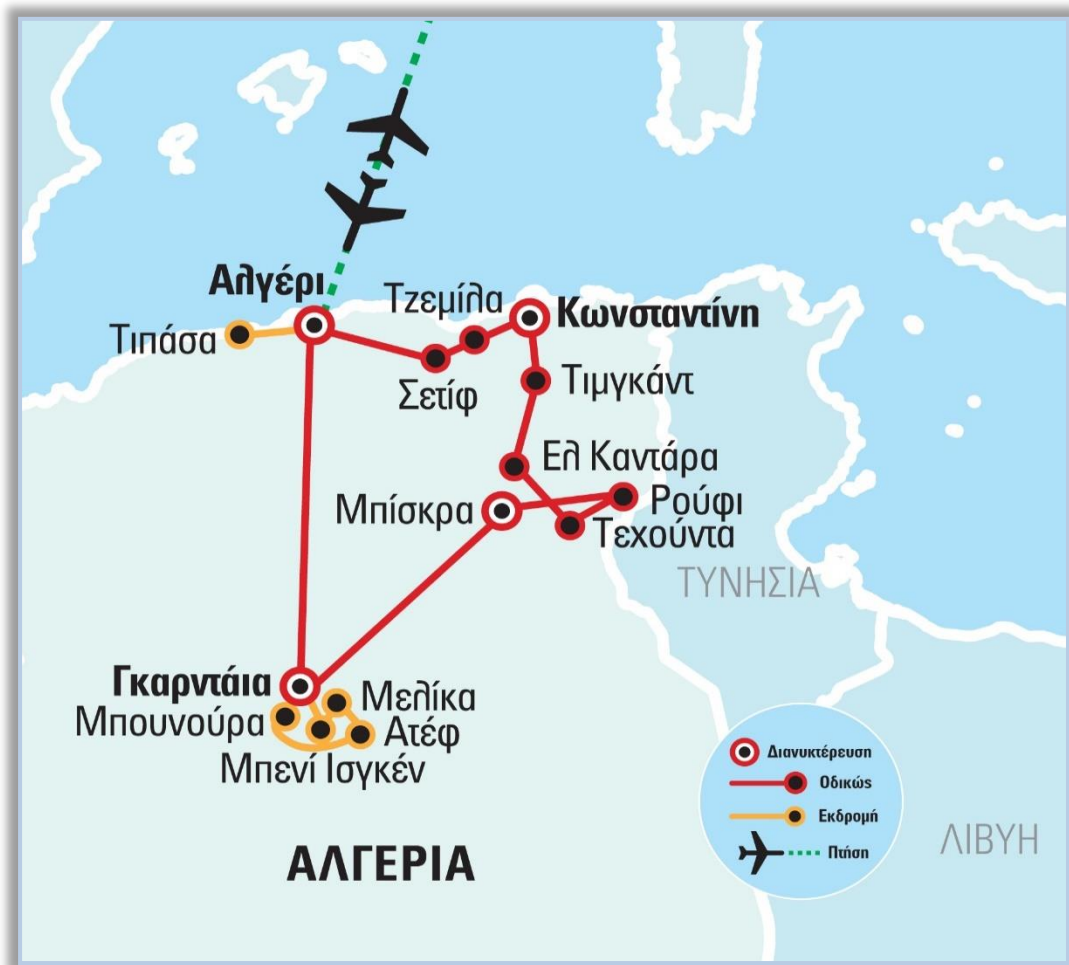 Αλγέρι
Τζεμίλα
Κωνσταντίνη
Τιπάσα
Σετίφ
Τιμγκάντ
Ελ Καντάρα
Μπίσκρα
Ρούφι
Τεχούντα
ΤΥΝΗΣΙΑ
Γκαρντάια
Μελίκα
Μπουνούρα
Ατέφ
Μπενί Ισγκέν
ΑΛΓΕΡΙΑ
ΛΙΒΥΗ
Διανυκτέρευση
Οδικώς
Εκδρομή
Πτήση